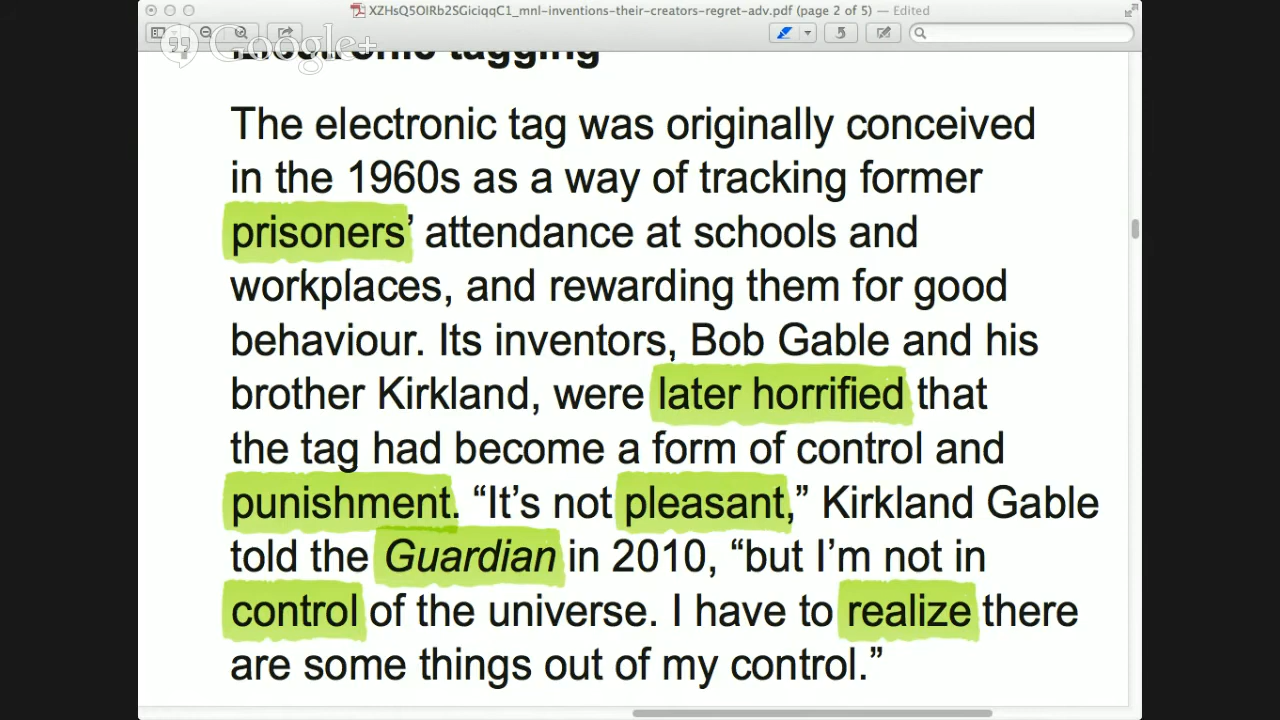 XZHsQ5OlRb2SGiciqqC1_mnl-inventions-their-creators-regret-adv.pdf (page 2 of 5) — Edited
Google+
Electronic tagging
The electronic tag was originally conceived
in the 1960s as a way of tracking former
prisoners’ attendance at schools and
workplaces, and rewarding them for good
behaviour. Its inventors, Bob Gable and his
brother Kirkland, were later horrified that
the tag had become a form of control and
punishment. “It’s not pleasant,” Kirkland Gable
told the Guardian in 2010, “but I’m not in
control of the universe. I have to realize there
are some things out of my control.”